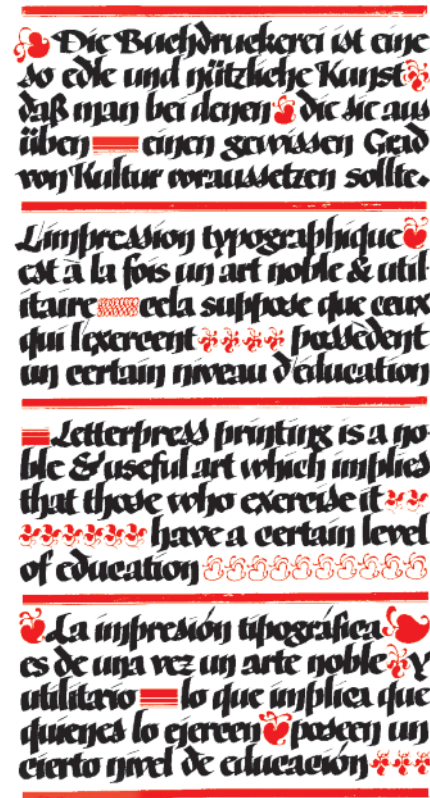 Die Buchdruckerei ist eine
so edle und nützliche Kunst
daß man bei denen die sie aus
üben einen gewissen Grad
von Kultur voraussetzen sollte.
L'impression typographique
est à la fois un art noble & util-
itaire cela suppose que ceux
qui l'exercent possèdent
un certain niveau d'éducation
Letterpress printing is a no-
ble & useful art which implies
that those who exercise it
have a certain level
of education
La impresión tipográfica
es de una vez un arte noble y
utilitario lo que implica que
quienes lo ejercen poseen un
cierto nivel de educación